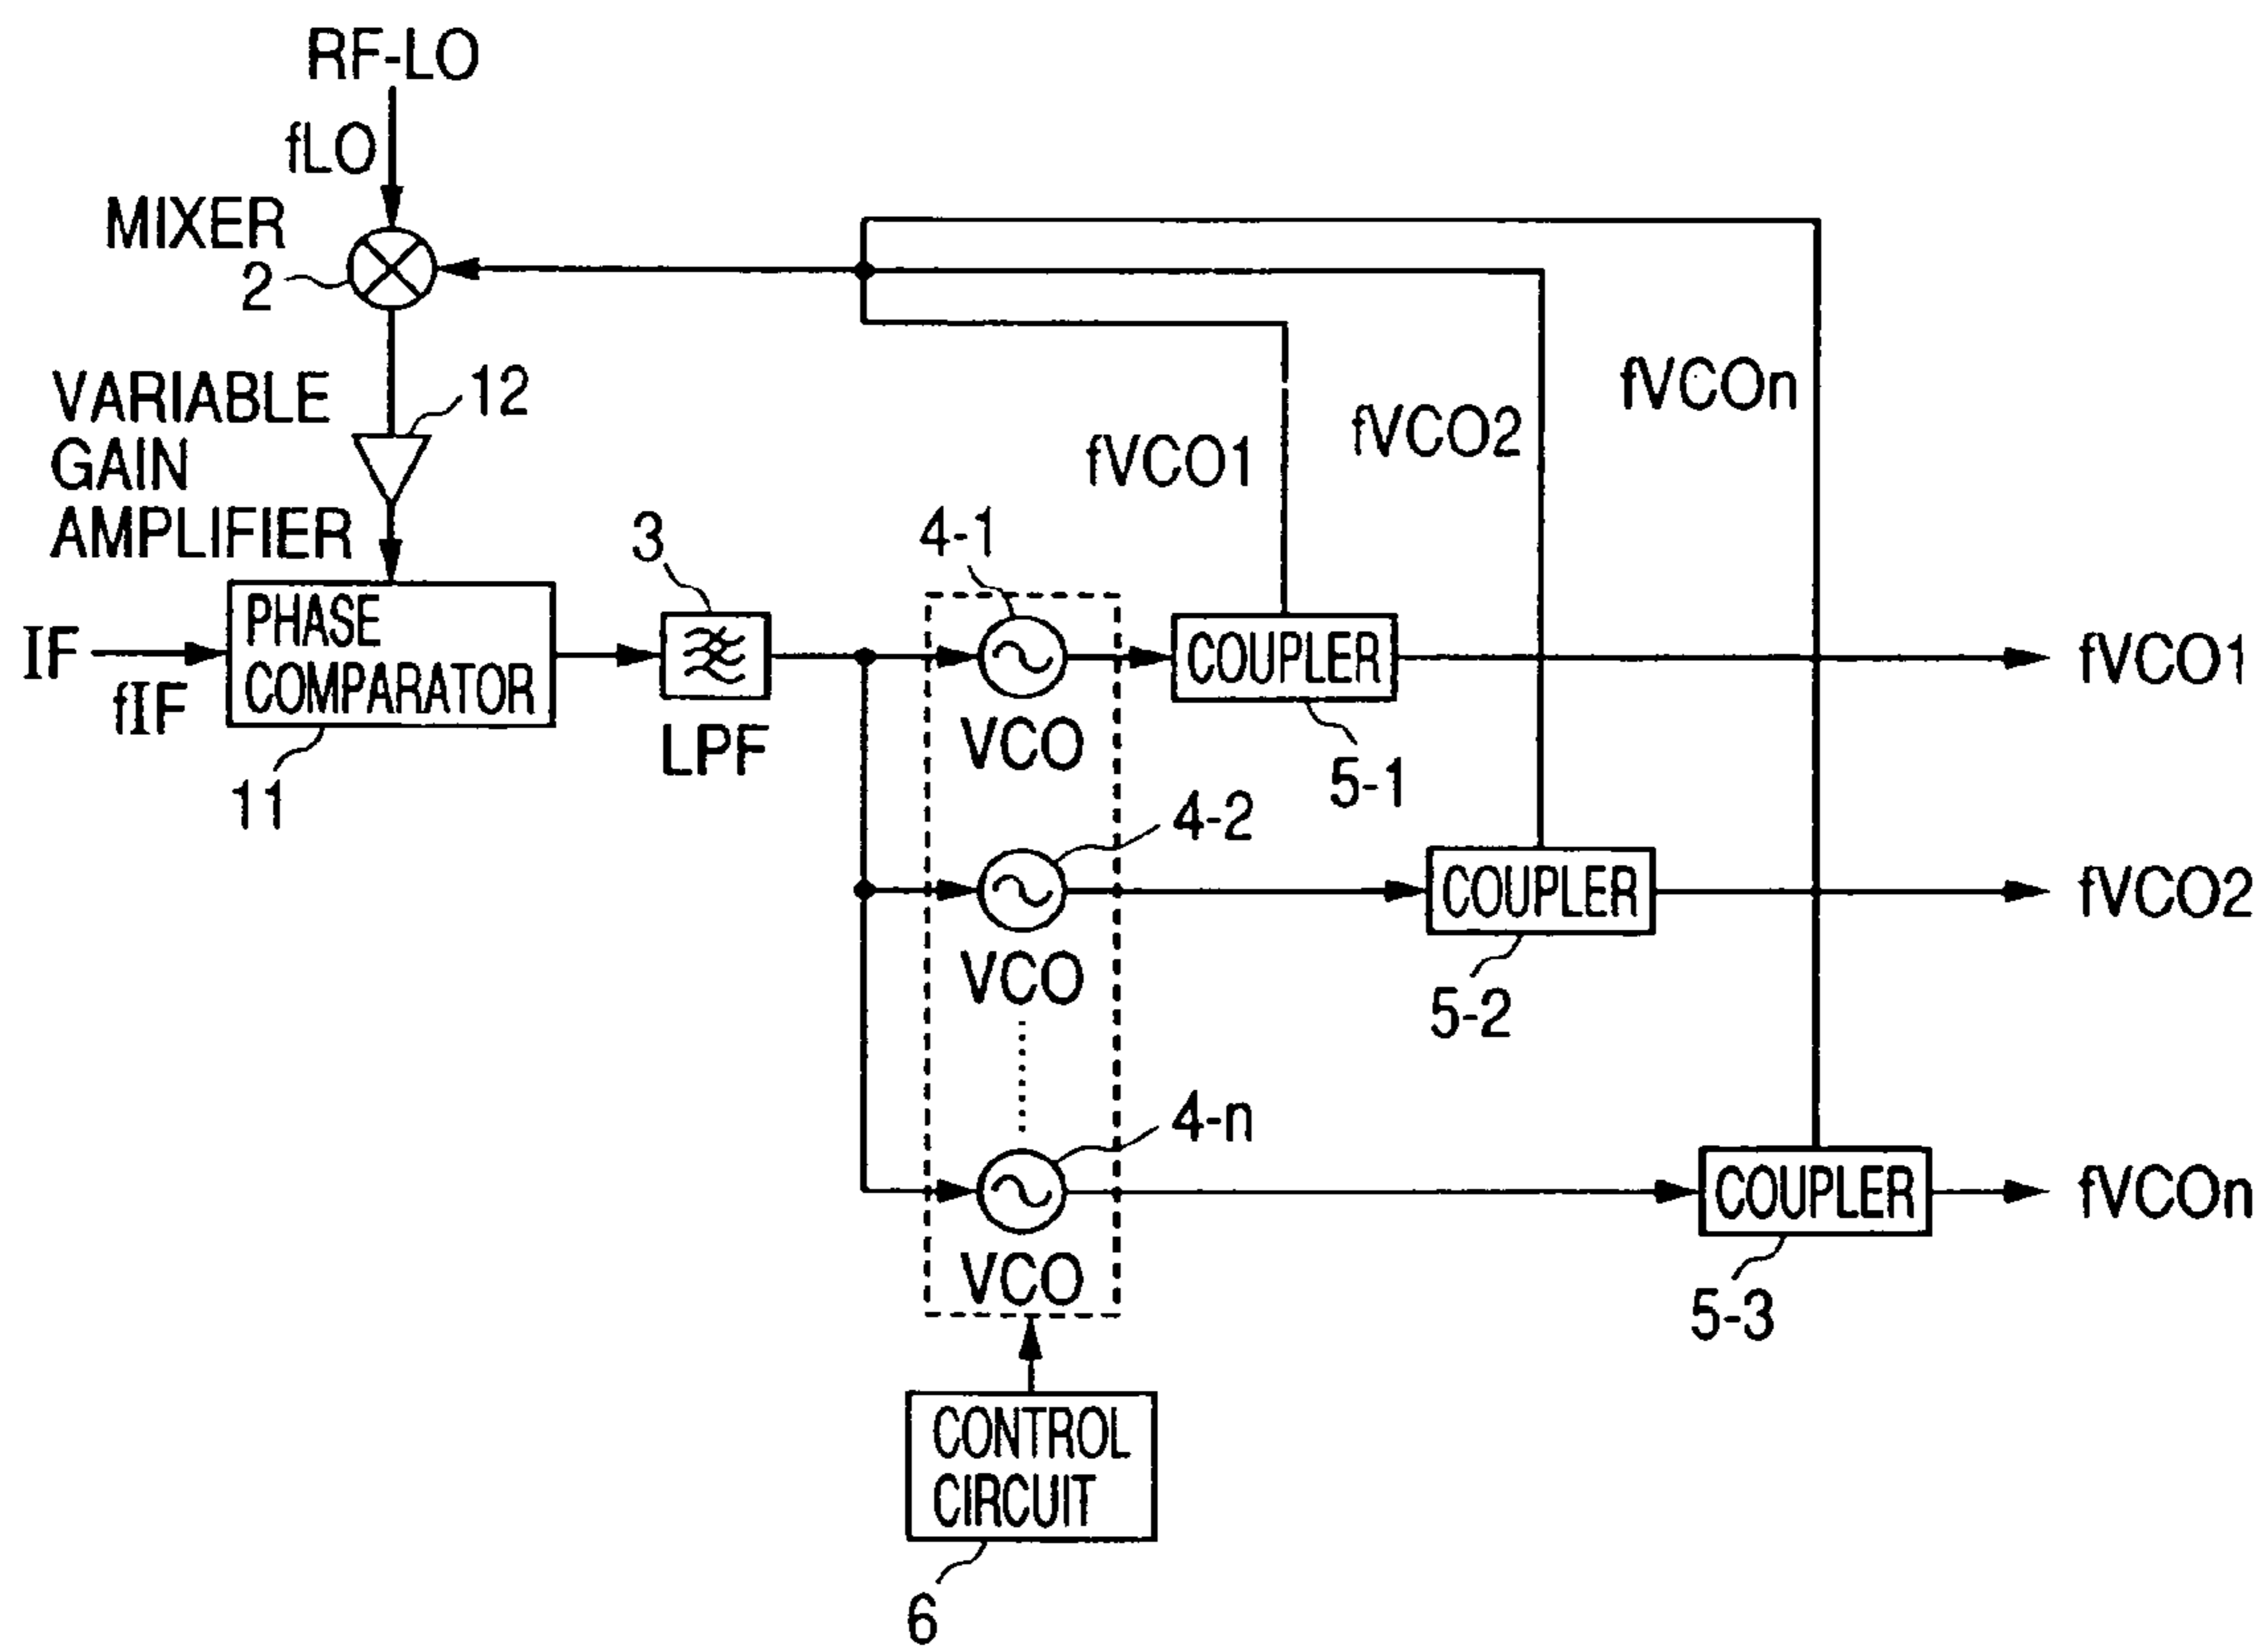 RF-LO
fLO
MIXER
2
VARIABLE
GAIN
AMPLIFIER
12
fVCO1
fVCO2
fVCOn
IF
fIF
PHASE
COMPARATOR
11
3
LPF
4-1
VCO
COUPLER
5-1
fVCO1
4-2
VCO
COUPLER
5-2
fVCO2
4-n
VCO
COUPLER
5-3
fVCOn
CONTROL
CIRCUIT
6